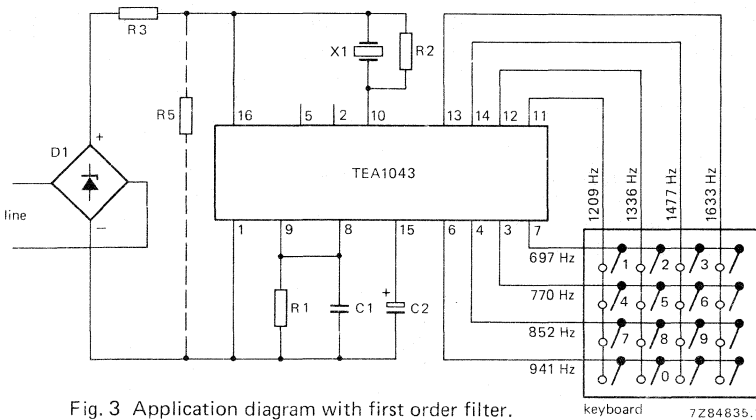 R3
X1
R2
R5
16
5
2
10
13
14
12
11
D1
+
TEA1043
1209 Hz
1336 Hz
1477 Hz
1633 Hz
line
−
1
9
8
15
6
4
3
7
697 Hz
1
2
3
R1
C1
+
C2
770 Hz
4
5
6
852 Hz
7
8
9
941 Hz
0
Fig. 3 Application diagram with first order filter.
keyboard
7Z84835.